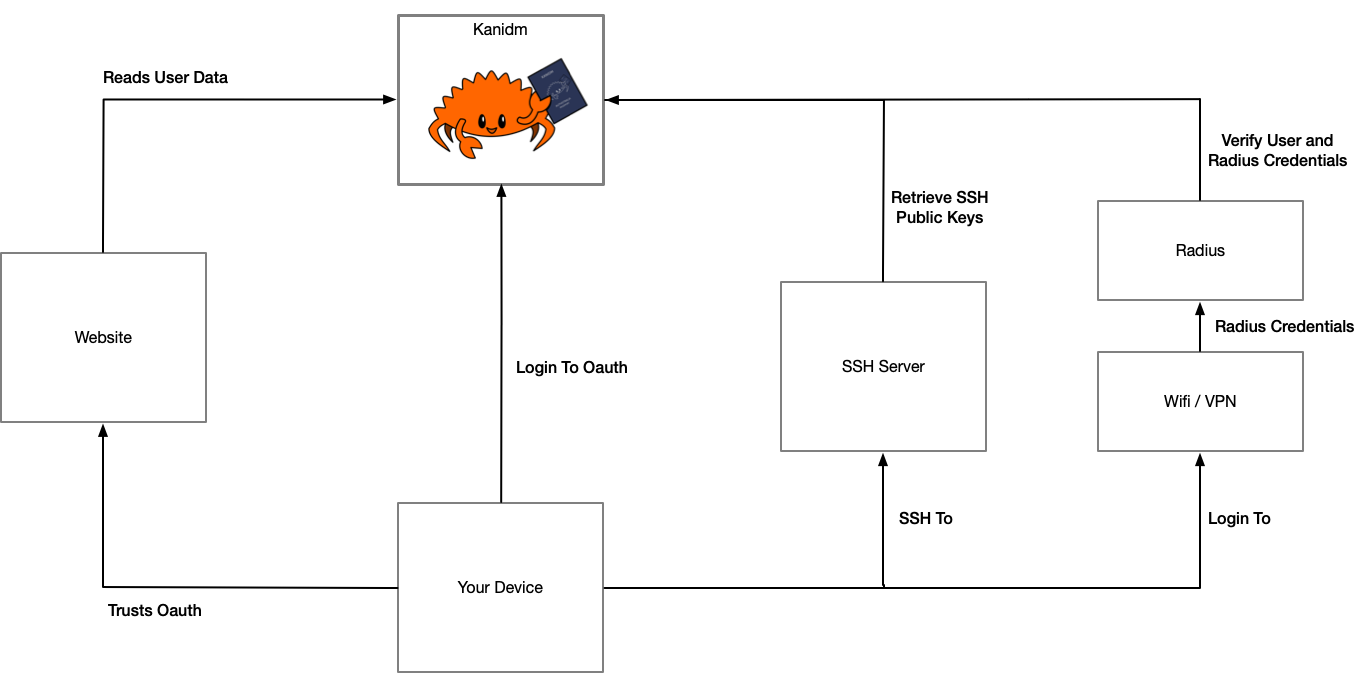 Kanidm
Reads User Data
Verify User and
Radius Credentials
Retrieve SSH
Public Keys
Radius
Radius Credentials
Website
Login To Oauth
SSH Server
Wifi / VPN
SSH To
Login To
Your Device
Trusts Oauth